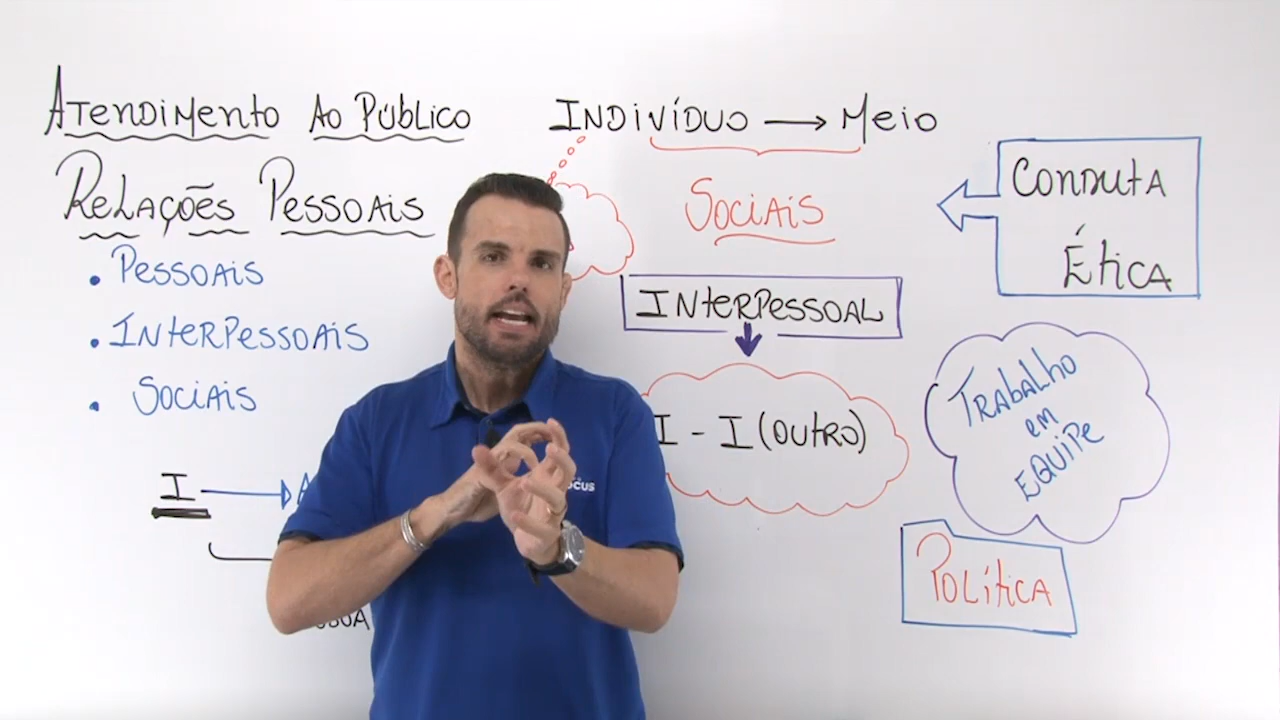 Atendimento Ao Público
Relações Pessoais
• Pessoais
• Interpessoais
• Sociais
I
Indivíduo → Meio
Sociais
Interpessoal
I - I (outro)
Conduta
Ética
Trabalho
em
Equipe
Política